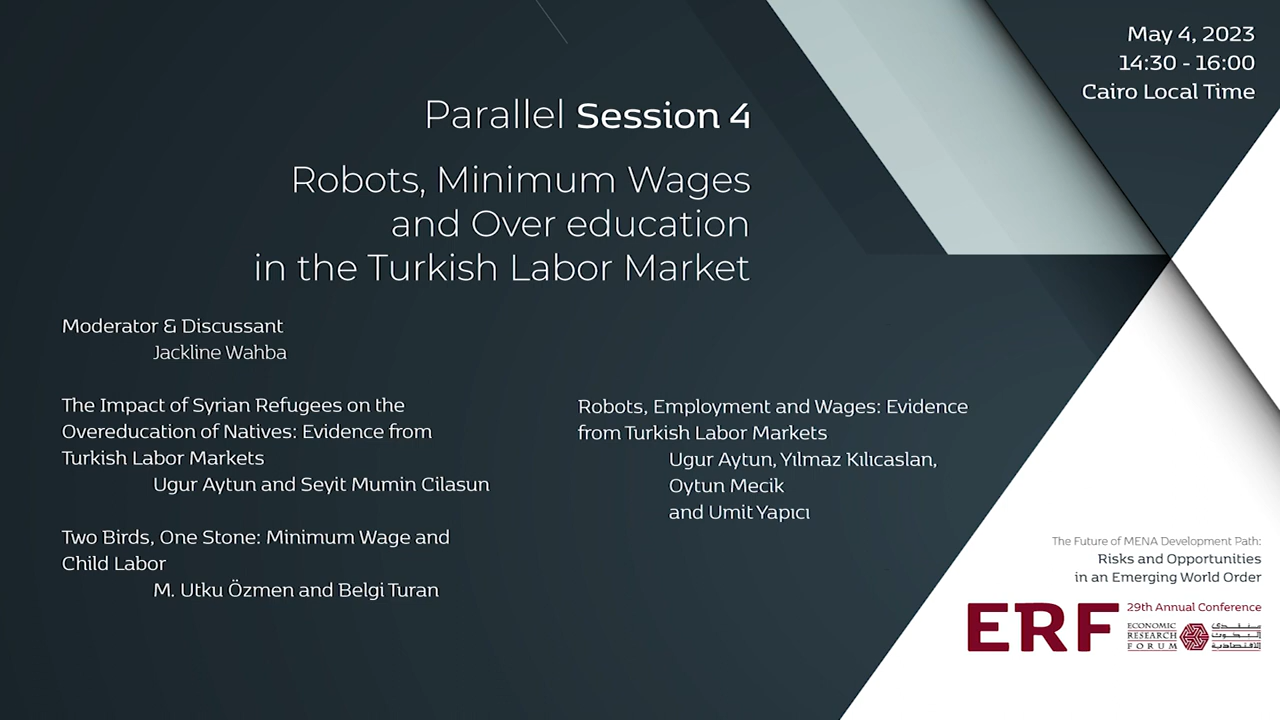 May 4, 2023
14:30 - 16:00
Cairo Local Time
Parallel Session 4
Robots, Minimum Wages
and Over education
in the Turkish Labor Market
Moderator & Discussant
Jackline Wahba
The Impact of Syrian Refugees on the
Overeducation of Natives: Evidence from
Turkish Labor Markets
Ugur Aytun and Seyit Mumin Cilasun
Two Birds, One Stone: Minimum Wage and
Child Labor
M. Utku Özmen and Belgi Turan
Robots, Employment and Wages: Evidence
from Turkish Labor Markets
Ugur Aytun, Yılmaz Kılıcaslan,
Oytun Mecik
and Umit Yapıcı
The Future of MENA Development Path:
Risks and Opportunities
in an Emerging World Order
ERF
29th Annual Conference
ECONOMIC
RESEARCH
FORUM
منتدى
البحوث
الاقتصادية